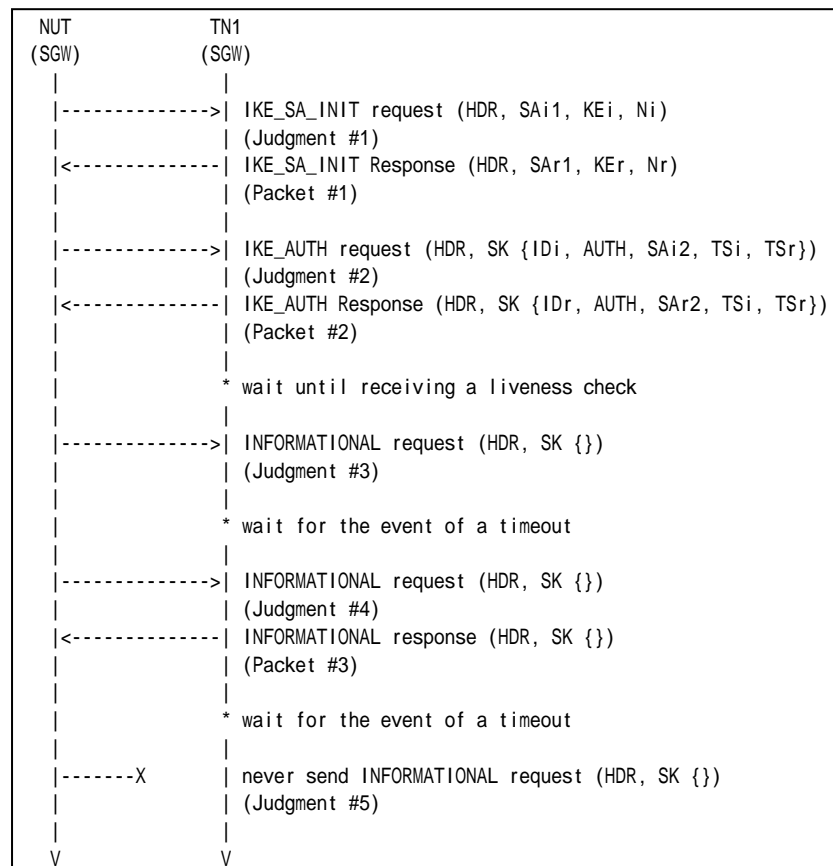 NUT TN1
(SGW) (SGW)
| |
|-------------->| IKE_SA_INIT request (HDR, SAi1, KEi, Ni)
| | (Judgment #1)
|<--------------| IKE_SA_INIT Response (HDR, SAr1, KEr, Nr)
| | (Packet #1)
| |
|-------------->| IKE_AUTH request (HDR, SK {IDi, AUTH, SAi2, TSi, TSr})
| | (Judgment #2)
|<--------------| IKE_AUTH Response (HDR, SK {IDr, AUTH, SAr2, TSi, TSr})
| | (Packet #2)
| |
| * wait until receiving a liveness check
| |
|-------------->| INFORMATIONAL request (HDR, SK {})
| | (Judgment #3)
| |
| * wait for the event of a timeout
| |
|-------------->| INFORMATIONAL request (HDR, SK {})
| | (Judgment #4)
|<--------------| INFORMATIONAL response (HDR, SK {})
| | (Packet #3)
| |
| * wait for the event of a timeout
| |
|-------X | never send INFORMATIONAL request (HDR, SK {})
| | (Judgment #5)
| |
V V